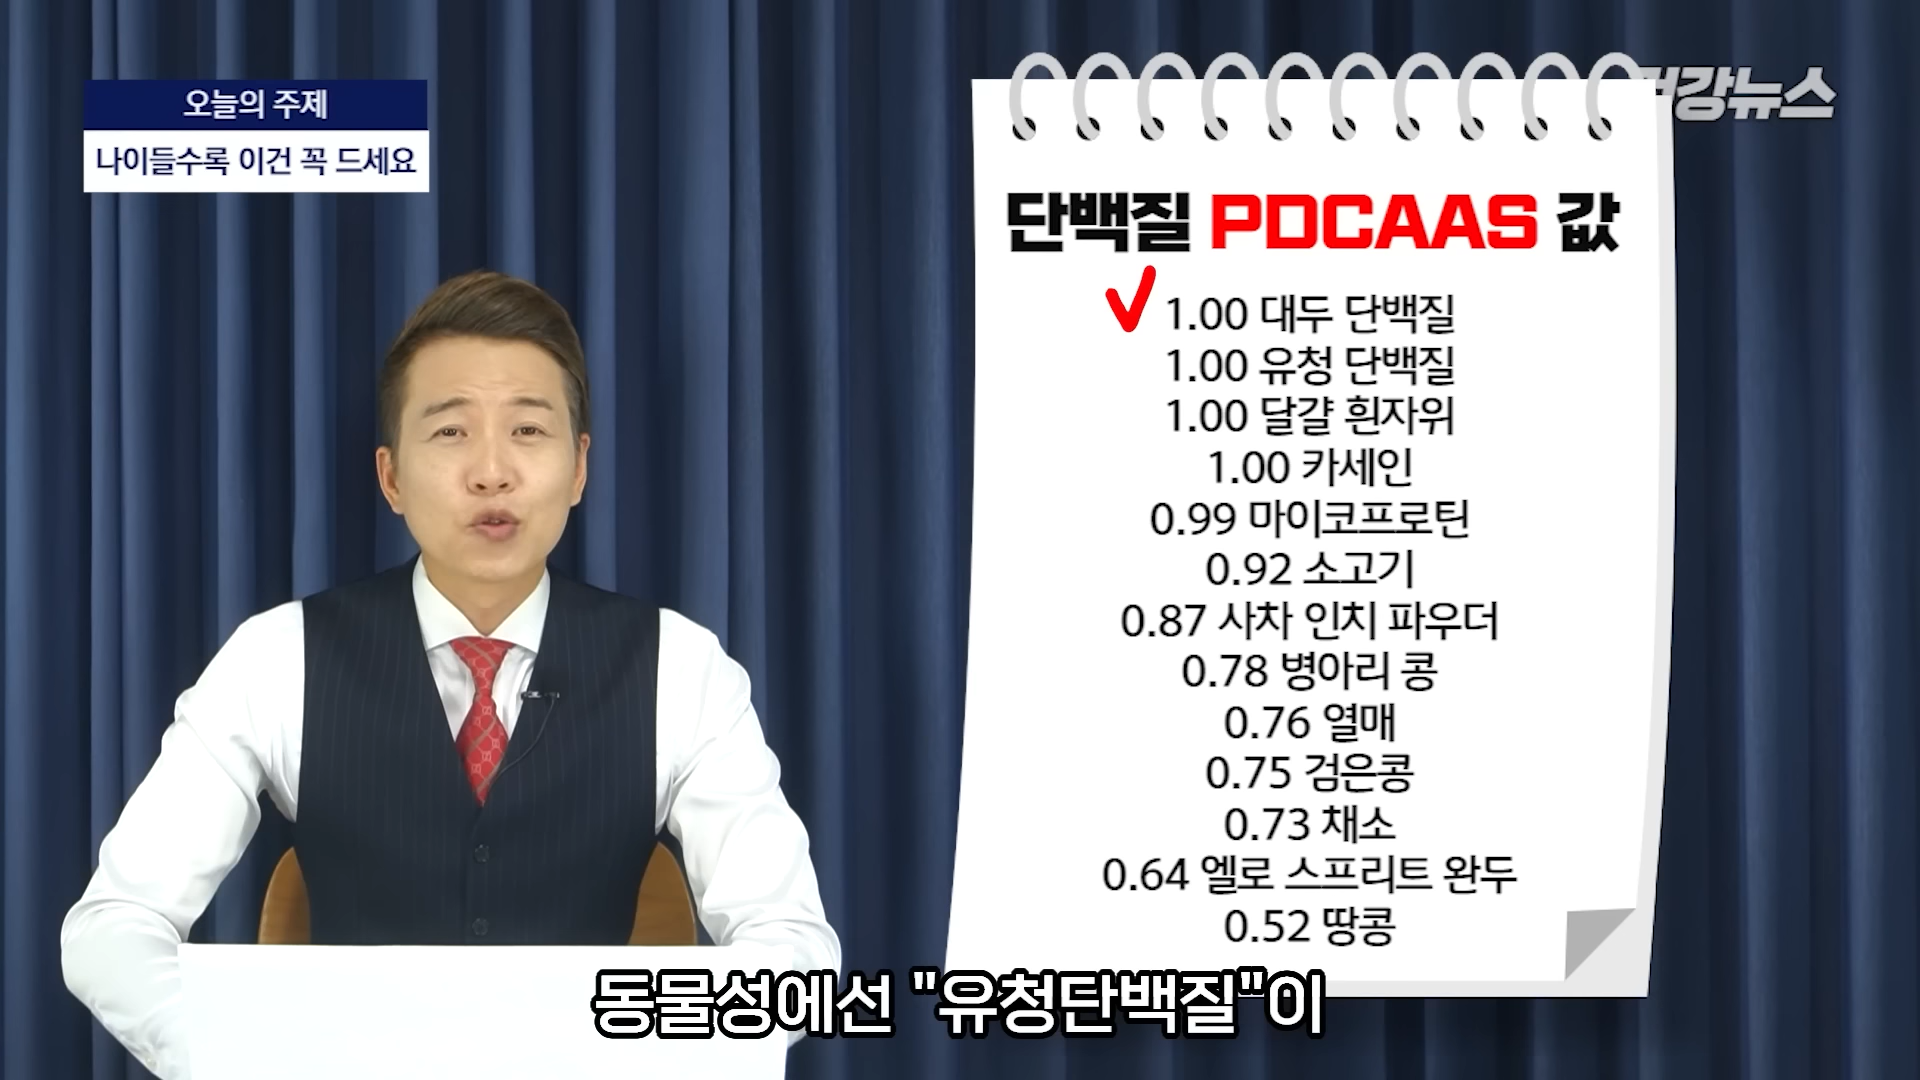 오늘의 주제
나이들수록 이건 꼭 드세요
강뉴스
단백질 PDCAAS 값
1.00 대두 단백질
1.00 유청 단백질
1.00 달걀 흰자위
1.00 카세인
0.99 마이코프로틴
0.92 소고기
0.87 사차 인치 파우더
0.78 병아리 콩
0.76 열매
0.75 검은콩
0.73 채소
0.64 엘로 스프리트 완두
0.52 땅콩
동물성에선 "유청단백질"이